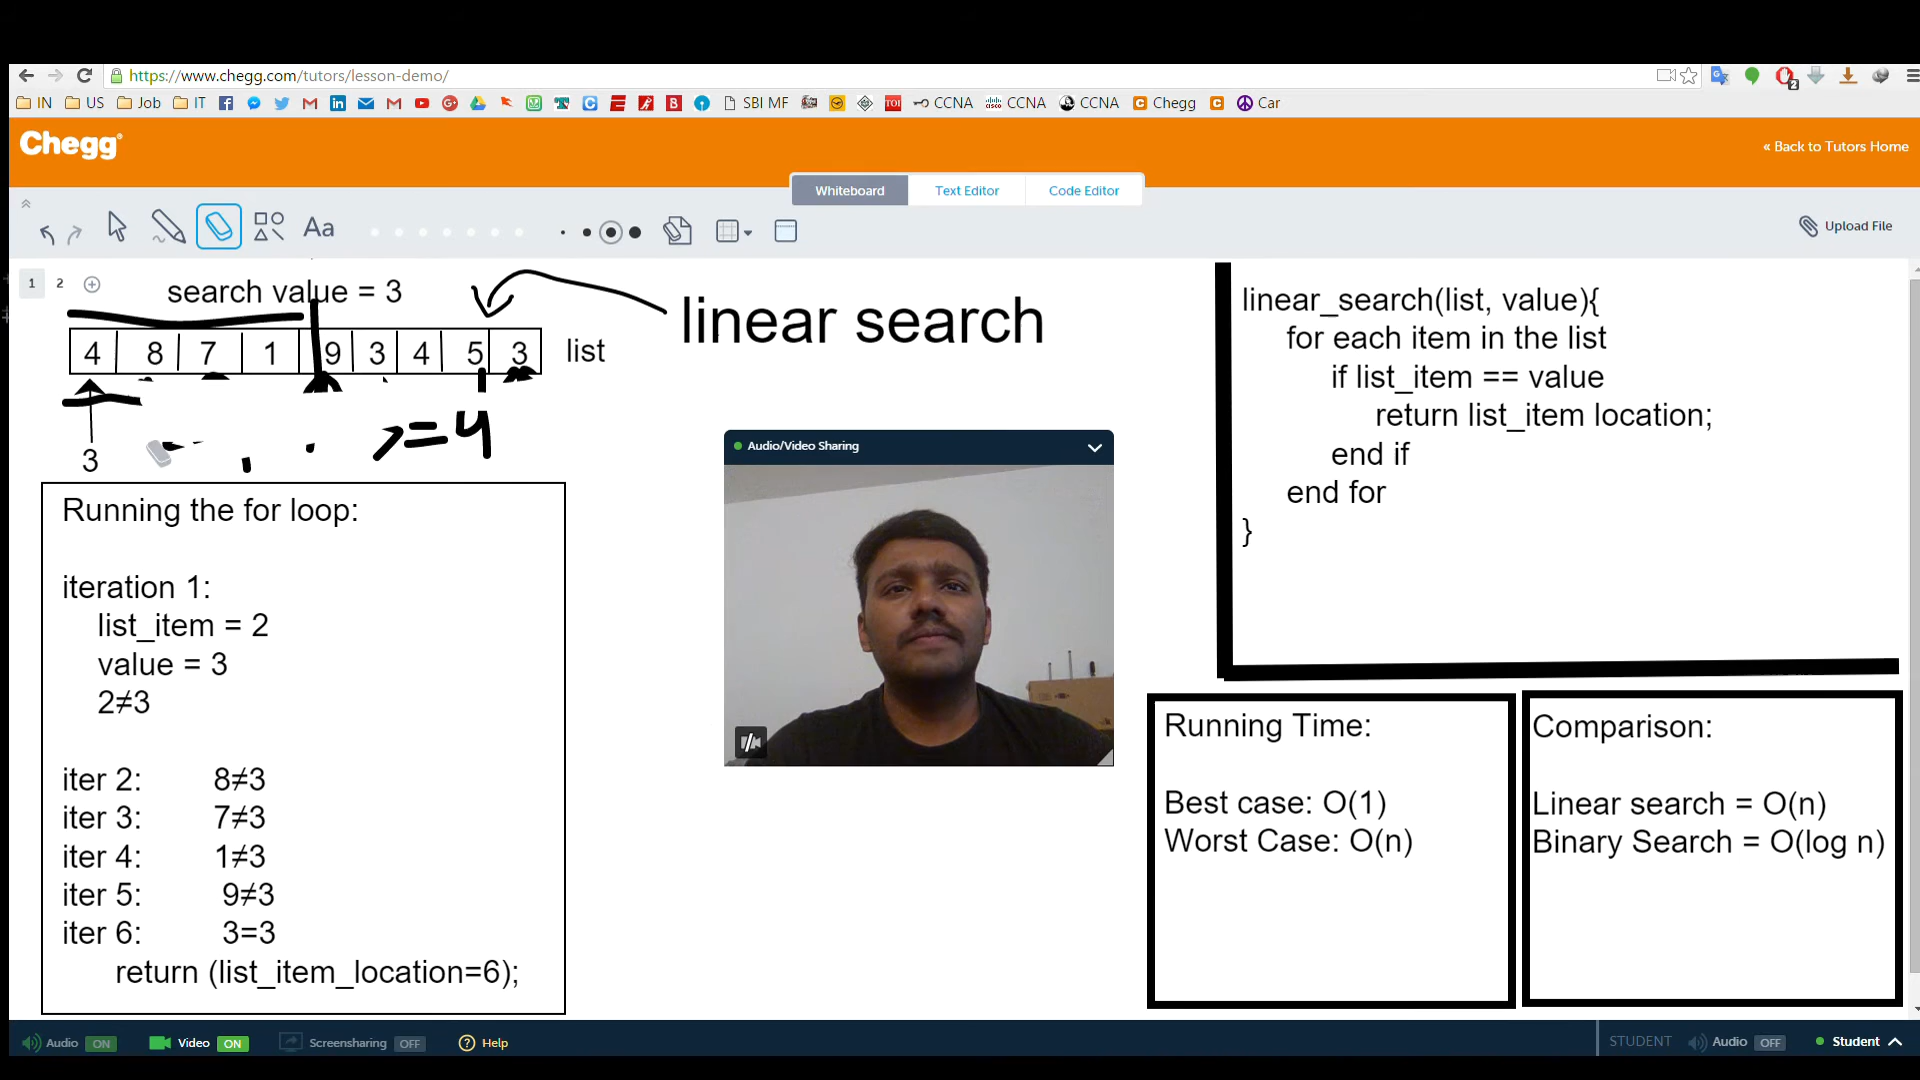 https://www.chegg.com/tutors/lesson-demo/
IN US Job IT SBI MF TOI CCNA CCNA CCNA Chegg Car
Chegg
« Back to Tutors Home
Whiteboard Text Editor Code Editor
Aa
Upload File
1 2
search value = 3
4 8 7 1 9 3 4 5 3 list
=4
3
linear search
Running the for loop:
iteration 1:
list_item = 2
value = 3
2≠3
iter 2: 8≠3
iter 3: 7≠3
iter 4: 1≠3
iter 5: 9≠3
iter 6: 3=3
return (list_item_location=6);
Audio/Video Sharing
linear_search(list, value){
for each item in the list
if list_item == value
return list_item location;
end if
end for
}
Running Time:
Best case: O(1)
Worst Case: O(n)
Comparison:
Linear search = O(n)
Binary Search = O(log n)
Audio ON Video ON Screensharing OFF Help STUDENT Audio OFF Student